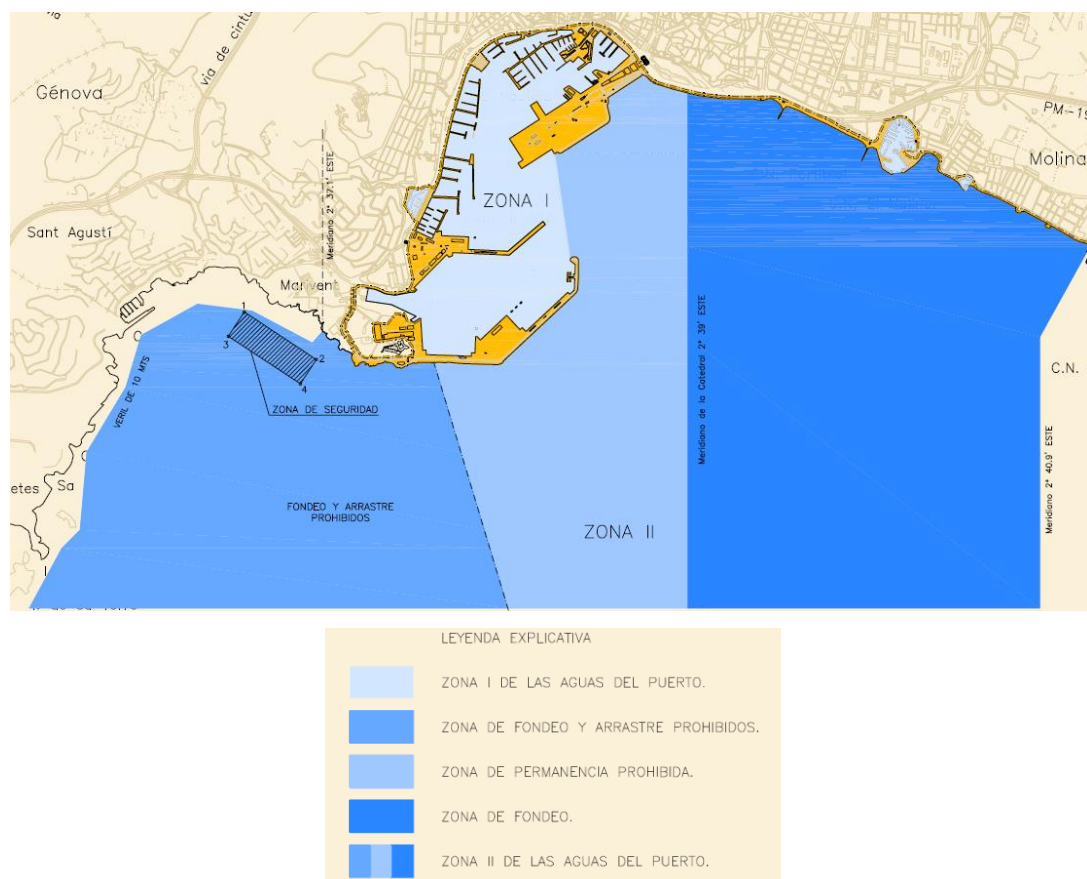 via de cintu
Génova
PM-19
Molina
Meridiano 2° 37.1' ESTE
ZONA I
Sant Agustí
Marivent
1
2
3
4
ZONA DE SEGURIDAD
VERIL DE 10 MTS
Meridiano de la Catedral 2° 39' ESTE
C.N.
Meridiano 2° 40.9' ESTE
etes Sa
FONDEO Y ARRASTRE
PROHIBIDOS
ZONA II
LEYENDA EXPLICATIVA
ZONA I DE LAS AGUAS DEL PUERTO.
ZONA DE FONDEO Y ARRASTRE PROHIBIDOS.
ZONA DE PERMANENCIA PROHIBIDA.
ZONA DE FONDEO.
ZONA II DE LAS AGUAS DEL PUERTO.